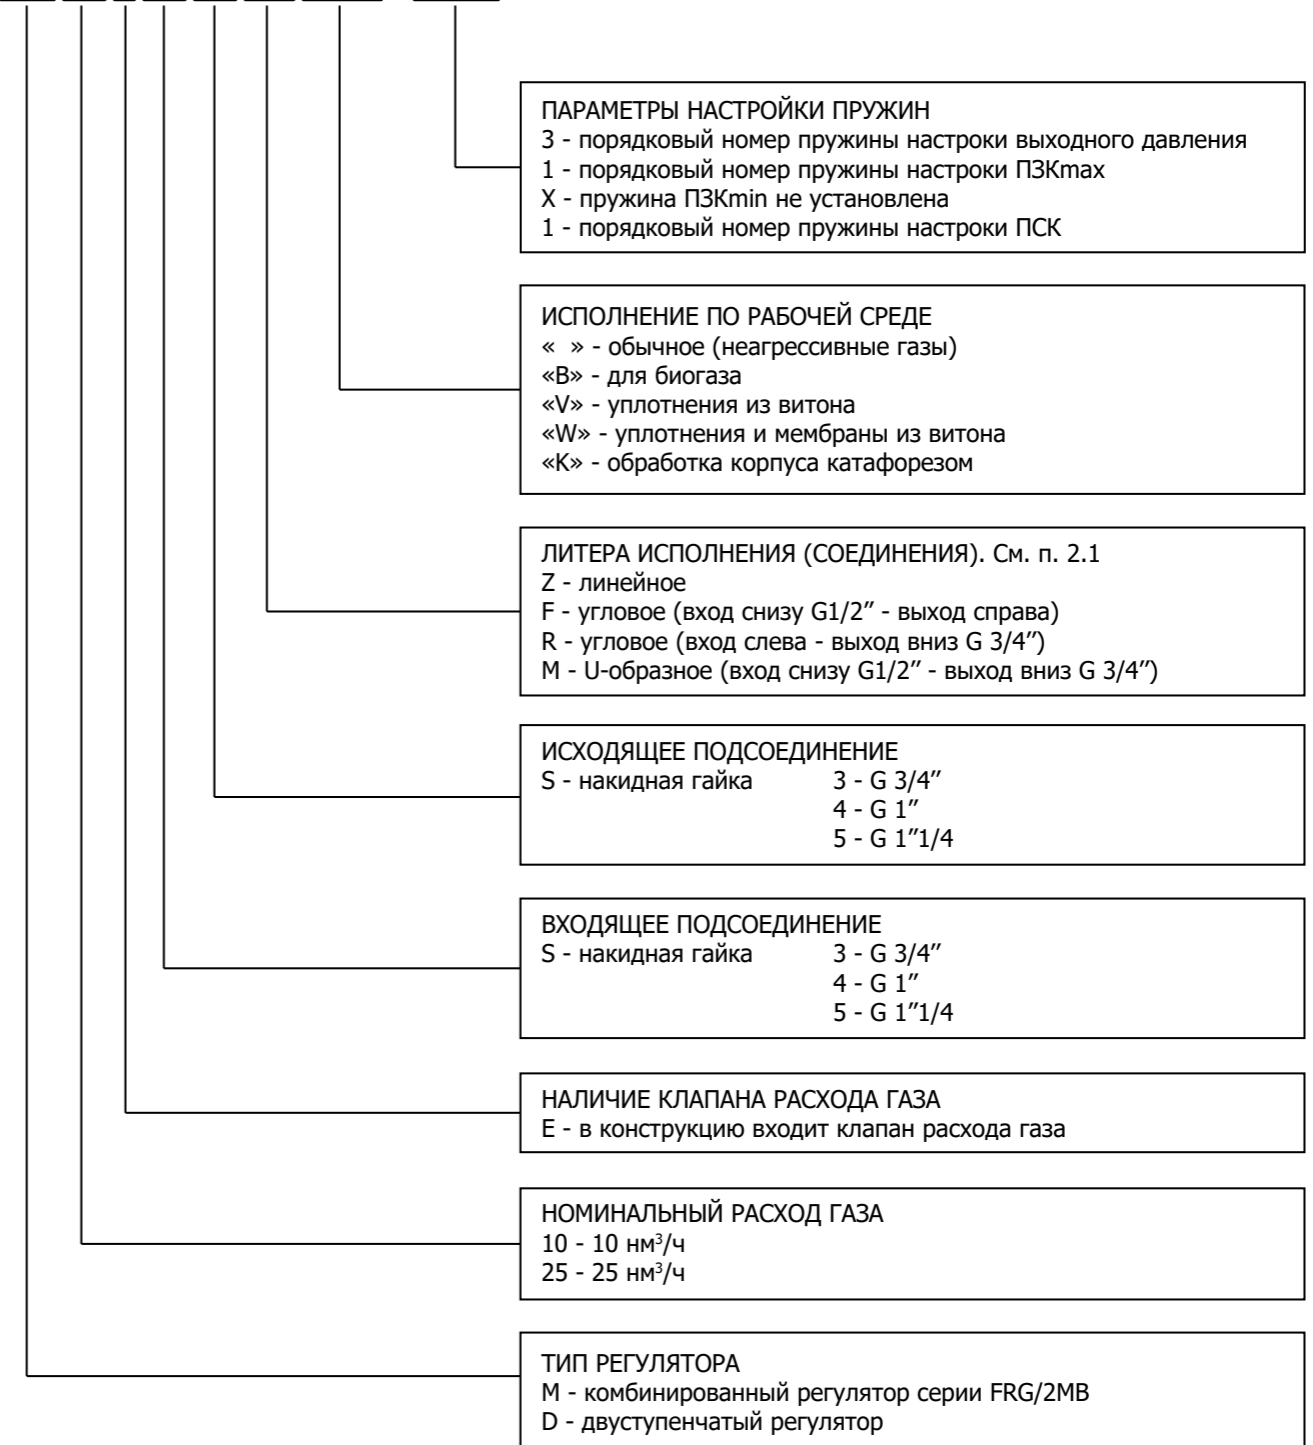 ПАРАМЕТРЫ НАСТРОЙКИ ПРУЖИН
3 - порядковый номер пружины настроки выходного давления
1 - порядковый номер пружины настроки ПЗКmax
X - пружина ПЗКmin не установлена
1 - порядковый номер пружины настроки ПСК
ИСПОЛНЕНИЕ ПО РАБОЧЕЙ СРЕДЕ
«  » - обычное (неагрессивные газы)
«B» - для биогаза
«V» - уплотнения из витона
«W» - уплотнения и мембраны из витона
«K» - обработка корпуса катафорезом
ЛИТЕРА ИСПОЛНЕНИЯ (СОЕДИНЕНИЯ). См. п. 2.1
Z - линейное
F - угловое (вход снизу G1/2” - выход справа)
R - угловое (вход слева - выход вниз G 3/4”)
M - U-образное (вход снизу G1/2” - выход вниз G 3/4”)
ИСХОДЯЩЕЕ ПОДСОЕДИНЕНИЕ
S - накидная гайка 3 - G 3/4”
4 - G 1”
5 - G 1”1/4
ВХОДЯЩЕЕ ПОДСОЕДИНЕНИЕ
S - накидная гайка 3 - G 3/4”
4 - G 1”
5 - G 1”1/4
НАЛИЧИЕ КЛАПАНА РАСХОДА ГАЗА
E - в конструкцию входит клапан расхода газа
НОМИНАЛЬНЫЙ РАСХОД ГАЗА
10 - 10 нм³/ч
25 - 25 нм³/ч
ТИП РЕГУЛЯТОРА
M - комбинированный регулятор серии FRG/2MB
D - двуступенчатый регулятор